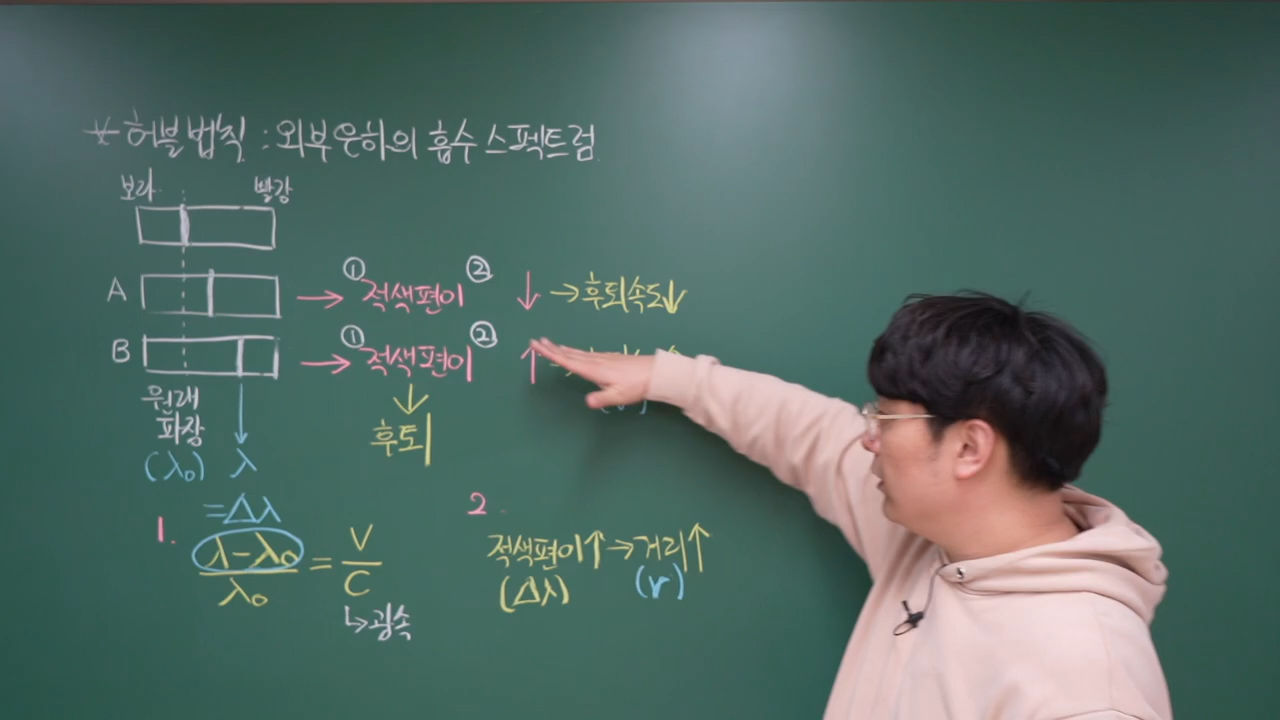 * 허블법칙 : 외부은하의 흡수 스펙트럼
보라 빨강
A ① 적색편이 ② ↓ → 후퇴속도↓
B ① 적색편이 ② ↑
원래
파장
후퇴
(λ₀) λ
1. =Δλ
λ-λ₀ = V
λ₀ C
↳광속
2.
적색편이↑→거리↑
(Δλ) (r)